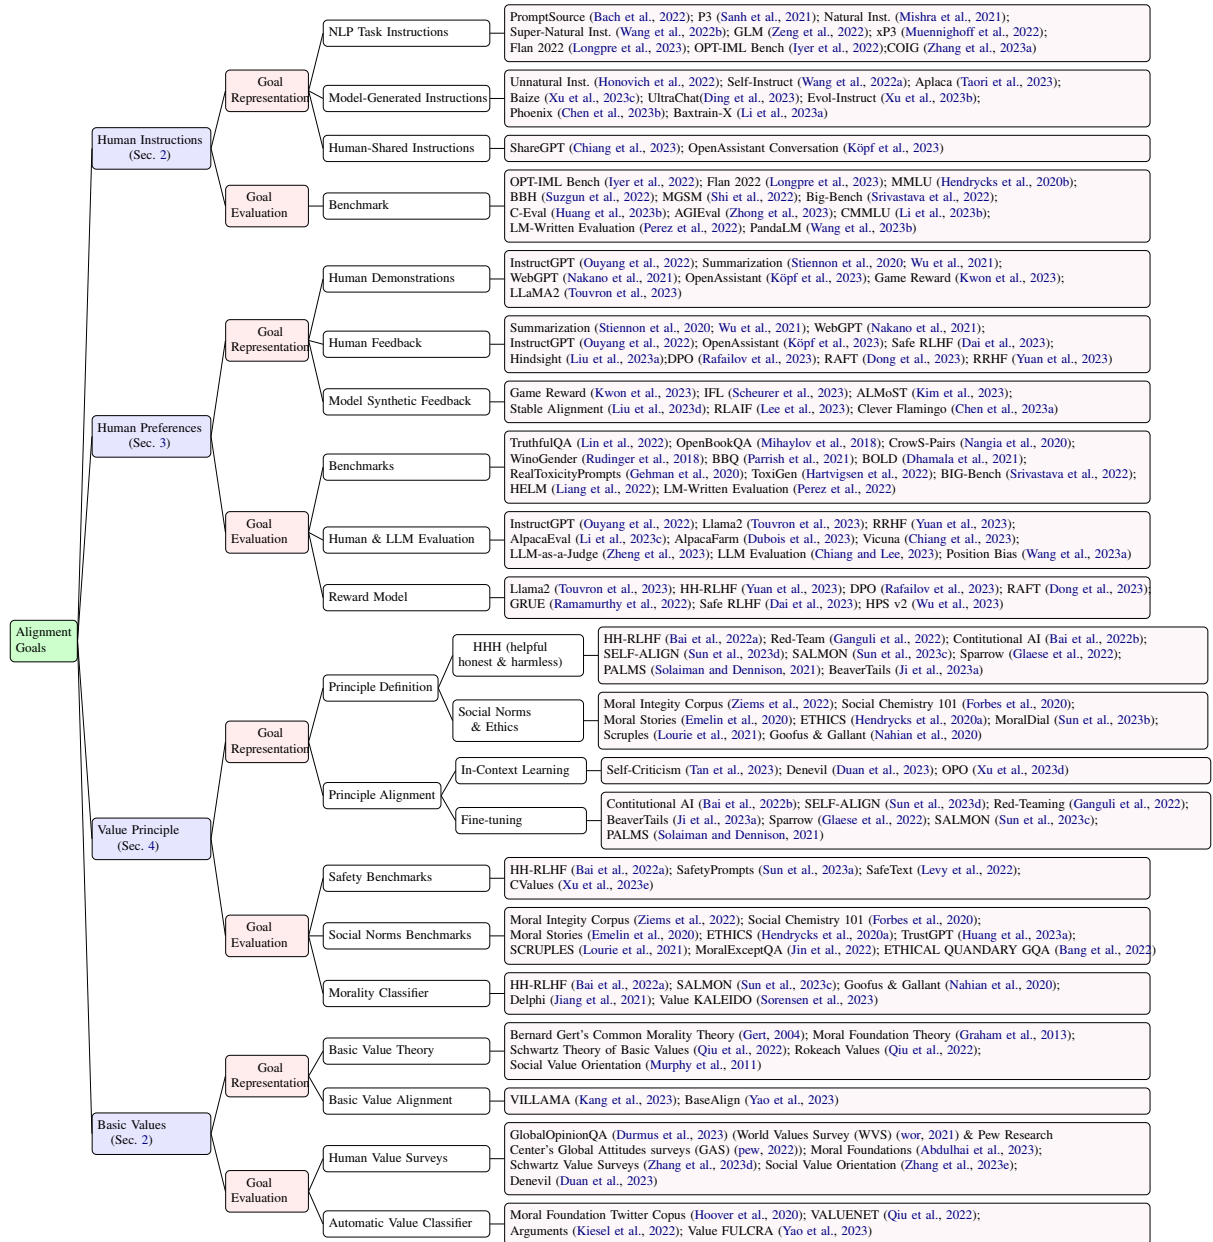 Alignment
Goals
Human Instructions
(Sec. 2)
Goal
Representation
NLP Task Instructions
PromptSource (Bach et al., 2022); P3 (Sanh et al., 2021); Natural Inst. (Mishra et al., 2021);
Super-Natural Inst. (Wang et al., 2022b); GLM (Zeng et al., 2022); xP3 (Muennighoff et al., 2022);
Flan 2022 (Longpre et al., 2023); OPT-IML Bench (Iyer et al., 2022);COIG (Zhang et al., 2023a)
Model-Generated Instructions
Unnatural Inst. (Honovich et al., 2022); Self-Instruct (Wang et al., 2022a); Aplaca (Taori et al., 2023);
Baize (Xu et al., 2023c); UltraChat(Ding et al., 2023); Evol-Instruct (Xu et al., 2023b);
Phoenix (Chen et al., 2023b); Baxtrain-X (Li et al., 2023a)
Human-Shared Instructions
ShareGPT (Chiang et al., 2023); OpenAssistant Conversation (Köpf et al., 2023)
Goal
Evaluation
Benchmark
OPT-IML Bench (Iyer et al., 2022); Flan 2022 (Longpre et al., 2023); MMLU (Hendrycks et al., 2020b);
BBH (Suzgun et al., 2022); MGSM (Shi et al., 2022); Big-Bench (Srivastava et al., 2022);
C-Eval (Huang et al., 2023b); AGIEval (Zhong et al., 2023); CMMLU (Li et al., 2023b);
LM-Written Evaluation (Perez et al., 2022); PandaLM (Wang et al., 2023b)
Human Preferences
(Sec. 3)
Goal
Representation
Human Demonstrations
InstructGPT (Ouyang et al., 2022); Summarization (Stiennon et al., 2020; Wu et al., 2021);
WebGPT (Nakano et al., 2021); OpenAssistant (Köpf et al., 2023); Game Reward (Kwon et al., 2023);
LLaMA2 (Touvron et al., 2023)
Human Feedback
Summarization (Stiennon et al., 2020; Wu et al., 2021); WebGPT (Nakano et al., 2021);
InstructGPT (Ouyang et al., 2022); OpenAssistant (Köpf et al., 2023); Safe RLHF (Dai et al., 2023);
Hindsight (Liu et al., 2023a);DPO (Rafailov et al., 2023); RAFT (Dong et al., 2023); RRHF (Yuan et al., 2023)
Model Synthetic Feedback
Game Reward (Kwon et al., 2023); IFL (Scheurer et al., 2023); ALMoST (Kim et al., 2023);
Stable Alignment (Liu et al., 2023d); RLAIF (Lee et al., 2023); Clever Flamingo (Chen et al., 2023a)
Goal
Evaluation
Benchmarks
TruthfulQA (Lin et al., 2022); OpenBookQA (Mihaylov et al., 2018); CrowS-Pairs (Nangia et al., 2020);
WinoGender (Rudinger et al., 2018); BBQ (Parrish et al., 2021); BOLD (Dhamala et al., 2021);
RealToxicityPrompts (Gehman et al., 2020); ToxiGen (Hartvigsen et al., 2022); BIG-Bench (Srivastava et al., 2022);
HELM (Liang et al., 2022); LM-Written Evaluation (Perez et al., 2022)
Human & LLM Evaluation
InstructGPT (Ouyang et al., 2022); Llama2 (Touvron et al., 2023); RRHF (Yuan et al., 2023);
AlpacaEval (Li et al., 2023c); AlpacaFarm (Dubois et al., 2023); Vicuna (Chiang et al., 2023);
LLM-as-a-Judge (Zheng et al., 2023); LLM Evaluation (Chiang and Lee, 2023); Position Bias (Wang et al., 2023a)
Reward Model
Llama2 (Touvron et al., 2023); HH-RLHF (Yuan et al., 2023); DPO (Rafailov et al., 2023); RAFT (Dong et al., 2023);
GRUE (Ramamurthy et al., 2022); Safe RLHF (Dai et al., 2023); HPS v2 (Wu et al., 2023)
Value Principle
(Sec. 4)
Goal
Representation
Principle Definition
HHH (helpful
honest & harmless)
HH-RLHF (Bai et al., 2022a); Red-Team (Ganguli et al., 2022); Contitutional AI (Bai et al., 2022b);
SELF-ALIGN (Sun et al., 2023d); SALMON (Sun et al., 2023c); Sparrow (Glaese et al., 2022);
PALMS (Solaiman and Dennison, 2021); BeaverTails (Ji et al., 2023a)
Social Norms
& Ethics
Moral Integity Corpus (Ziems et al., 2022); Social Chemistry 101 (Forbes et al., 2020);
Moral Stories (Emelin et al., 2020); ETHICS (Hendrycks et al., 2020a); MoralDial (Sun et al., 2023b);
Scruples (Lourie et al., 2021); Goofus & Gallant (Nahian et al., 2020)
Principle Alignment
In-Context Learning
Self-Criticism (Tan et al., 2023); Denevil (Duan et al., 2023); OPO (Xu et al., 2023d)
Fine-tuning
Contitutional AI (Bai et al., 2022b); SELF-ALIGN (Sun et al., 2023d); Red-Teaming (Ganguli et al., 2022);
BeaverTails (Ji et al., 2023a); Sparrow (Glaese et al., 2022); SALMON (Sun et al., 2023c);
PALMS (Solaiman and Dennison, 2021)
Goal
Evaluation
Safety Benchmarks
HH-RLHF (Bai et al., 2022a); SafetyPrompts (Sun et al., 2023a); SafeText (Levy et al., 2022);
CValues (Xu et al., 2023e)
Social Norms Benchmarks
Moral Integity Corpus (Ziems et al., 2022); Social Chemistry 101 (Forbes et al., 2020);
Moral Stories (Emelin et al., 2020); ETHICS (Hendrycks et al., 2020a); TrustGPT (Huang et al., 2023a);
SCRUPLES (Lourie et al., 2021); MoralExceptQA (Jin et al., 2022); ETHICAL QUANDARY GQA (Bang et al., 2022)
Morality Classifier
HH-RLHF (Bai et al., 2022a); SALMON (Sun et al., 2023c); Goofus & Gallant (Nahian et al., 2020);
Delphi (Jiang et al., 2021); Value KALEIDO (Sorensen et al., 2023)
Basic Values
(Sec. 2)
Goal
Representation
Basic Value Theory
Bernard Gert's Common Morality Theory (Gert, 2004); Moral Foundation Theory (Graham et al., 2013);
Schwartz Theory of Basic Values (Qiu et al., 2022); Rokeach Values (Qiu et al., 2022);
Social Value Orientation (Murphy et al., 2011)
Basic Value Alignment
VILLAMA (Kang et al., 2023); BaseAlign (Yao et al., 2023)
Goal
Evaluation
Human Value Surveys
GlobalOpinionQA (Durmus et al., 2023) (World Values Survey (WVS) (wor, 2021) & Pew Research
Center's Global Attitudes surveys (GAS) (pew, 2022)); Moral Foundations (Abdulhai et al., 2023);
Schwartz Value Surveys (Zhang et al., 2023d); Social Value Orientation (Zhang et al., 2023e);
Denevil (Duan et al., 2023)
Automatic Value Classifier
Moral Foundation Twitter Copus (Hoover et al., 2020); VALUENET (Qiu et al., 2022);
Arguments (Kiesel et al., 2022); Value FULCRA (Yao et al., 2023)